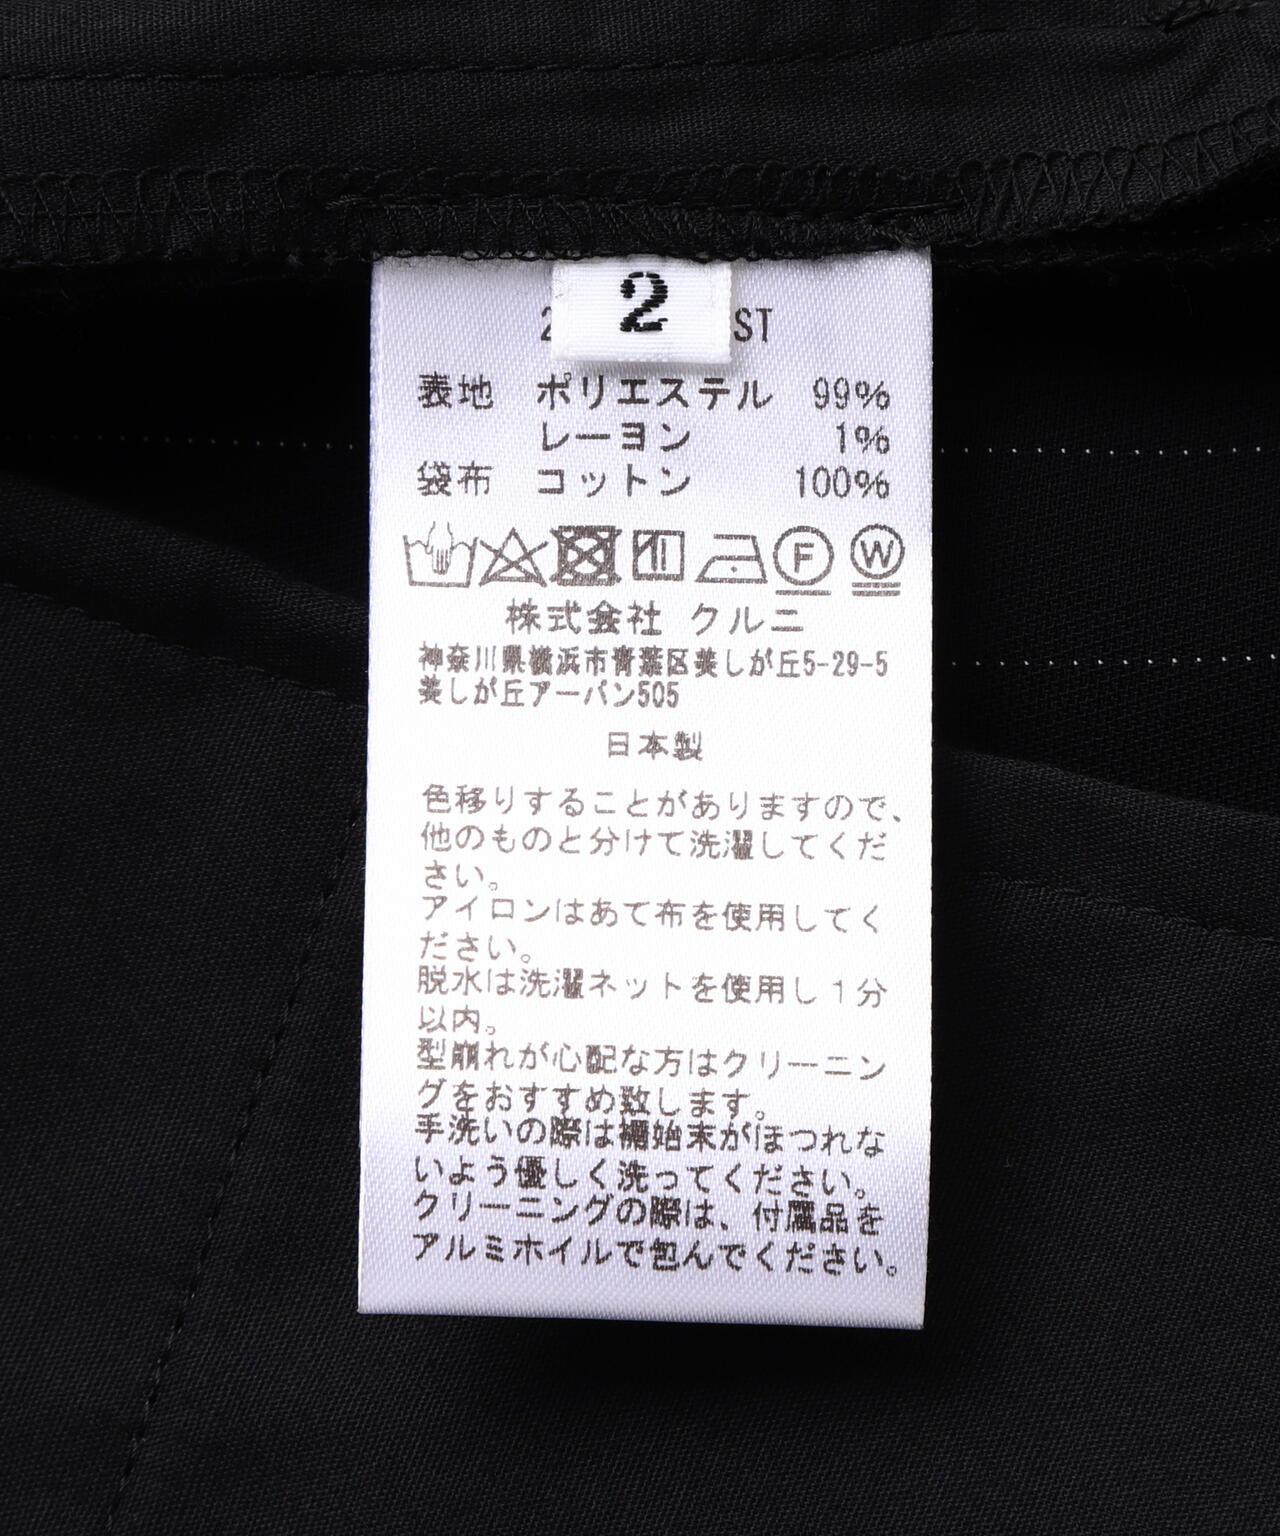 2
ST
表地 ポリエステル 99%
レーヨン 1%
袋布 コットン 100%
F W
株式会社 クルニ
神奈川県横浜市青葉区美しが丘5-29-5
美しが丘アーバン505
日本製
色移りすることがありますので、
他のものと分けて洗濯してくだ
さい。
アイロンはあて布を使用してく
ださい。
脱水は洗濯ネットを使用し1分
以内。
型崩れが心配な方はクリーニン
グをおすすめ致します。
手洗いの際は裾始末がほつれな
いよう優しく洗ってください。
クリーニングの際は、付属品を
アルミホイルで包んでください。